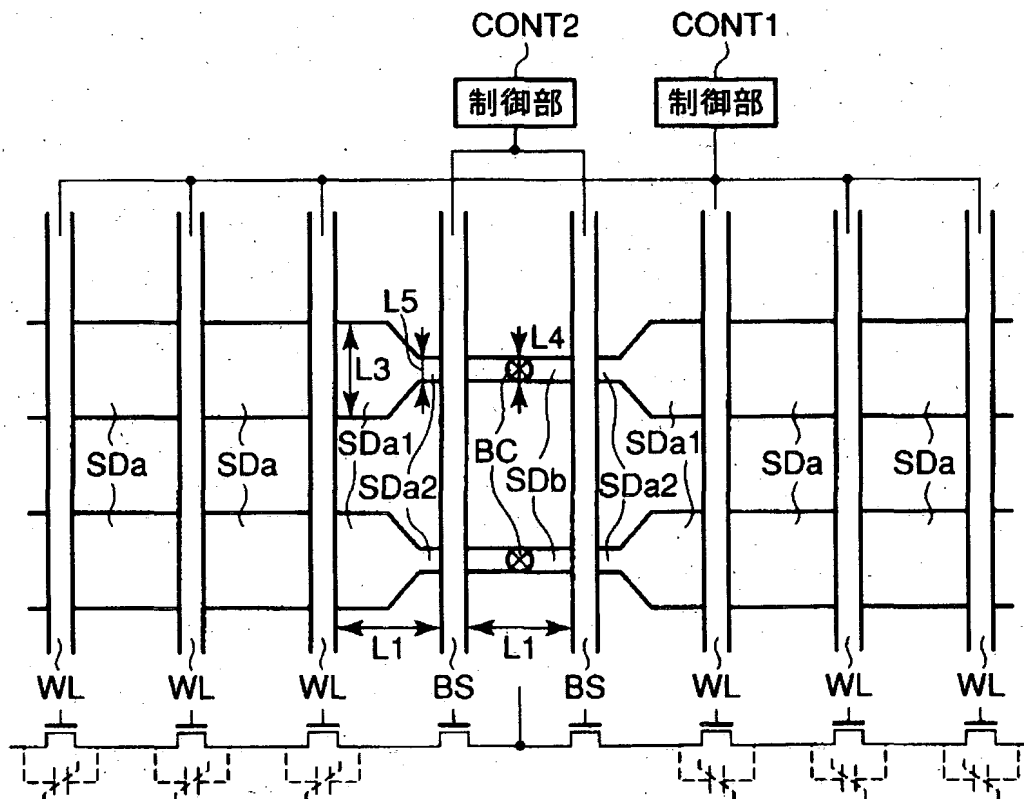 CONT2 CONT1
制御部 制御部
L5
L4
L3
SDa1 BC SDa1
SDa SDa SDa2 SDb SDa2 SDa SDa
L1 L1
WL WL WL BS BS WL WL WL